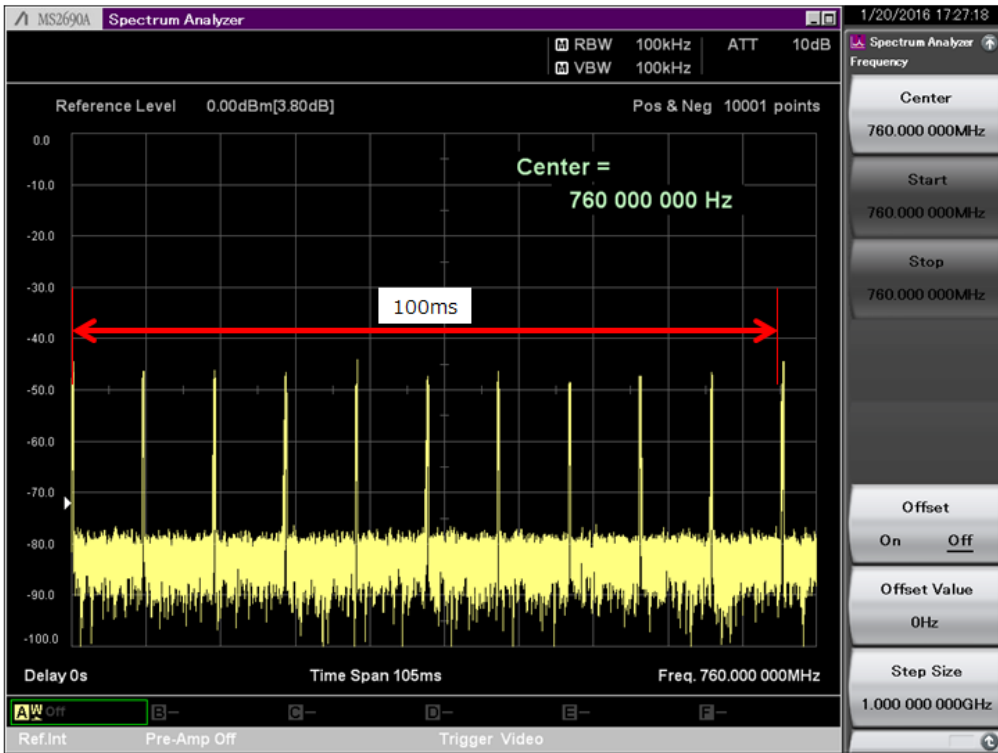 MS2690A Spectrum Analyzer
1/20/2016 17:27:18
M RBW 100kHz ATT 10dB
M VBW 100kHz
Reference Level 0.00dBm[3.80dB] Pos & Neg 10001 points
0.0
-10.0
-20.0
-30.0
-40.0
-50.0
-60.0
-70.0
-80.0
-90.0
-100.0
Center =
760 000 000 Hz
100ms
Delay 0s Time Span 105ms Freq. 760.000 000MHz
A W Off B- C- D- E- F-
Ref.Int Pre-Amp Off Trigger Video
Spectrum Analyzer
Frequency
Center
760.000 000MHz
Start
760.000 000MHz
Stop
760.000 000MHz
Offset
On Off
Offset Value
0Hz
Step Size
1.000 000 000GHz